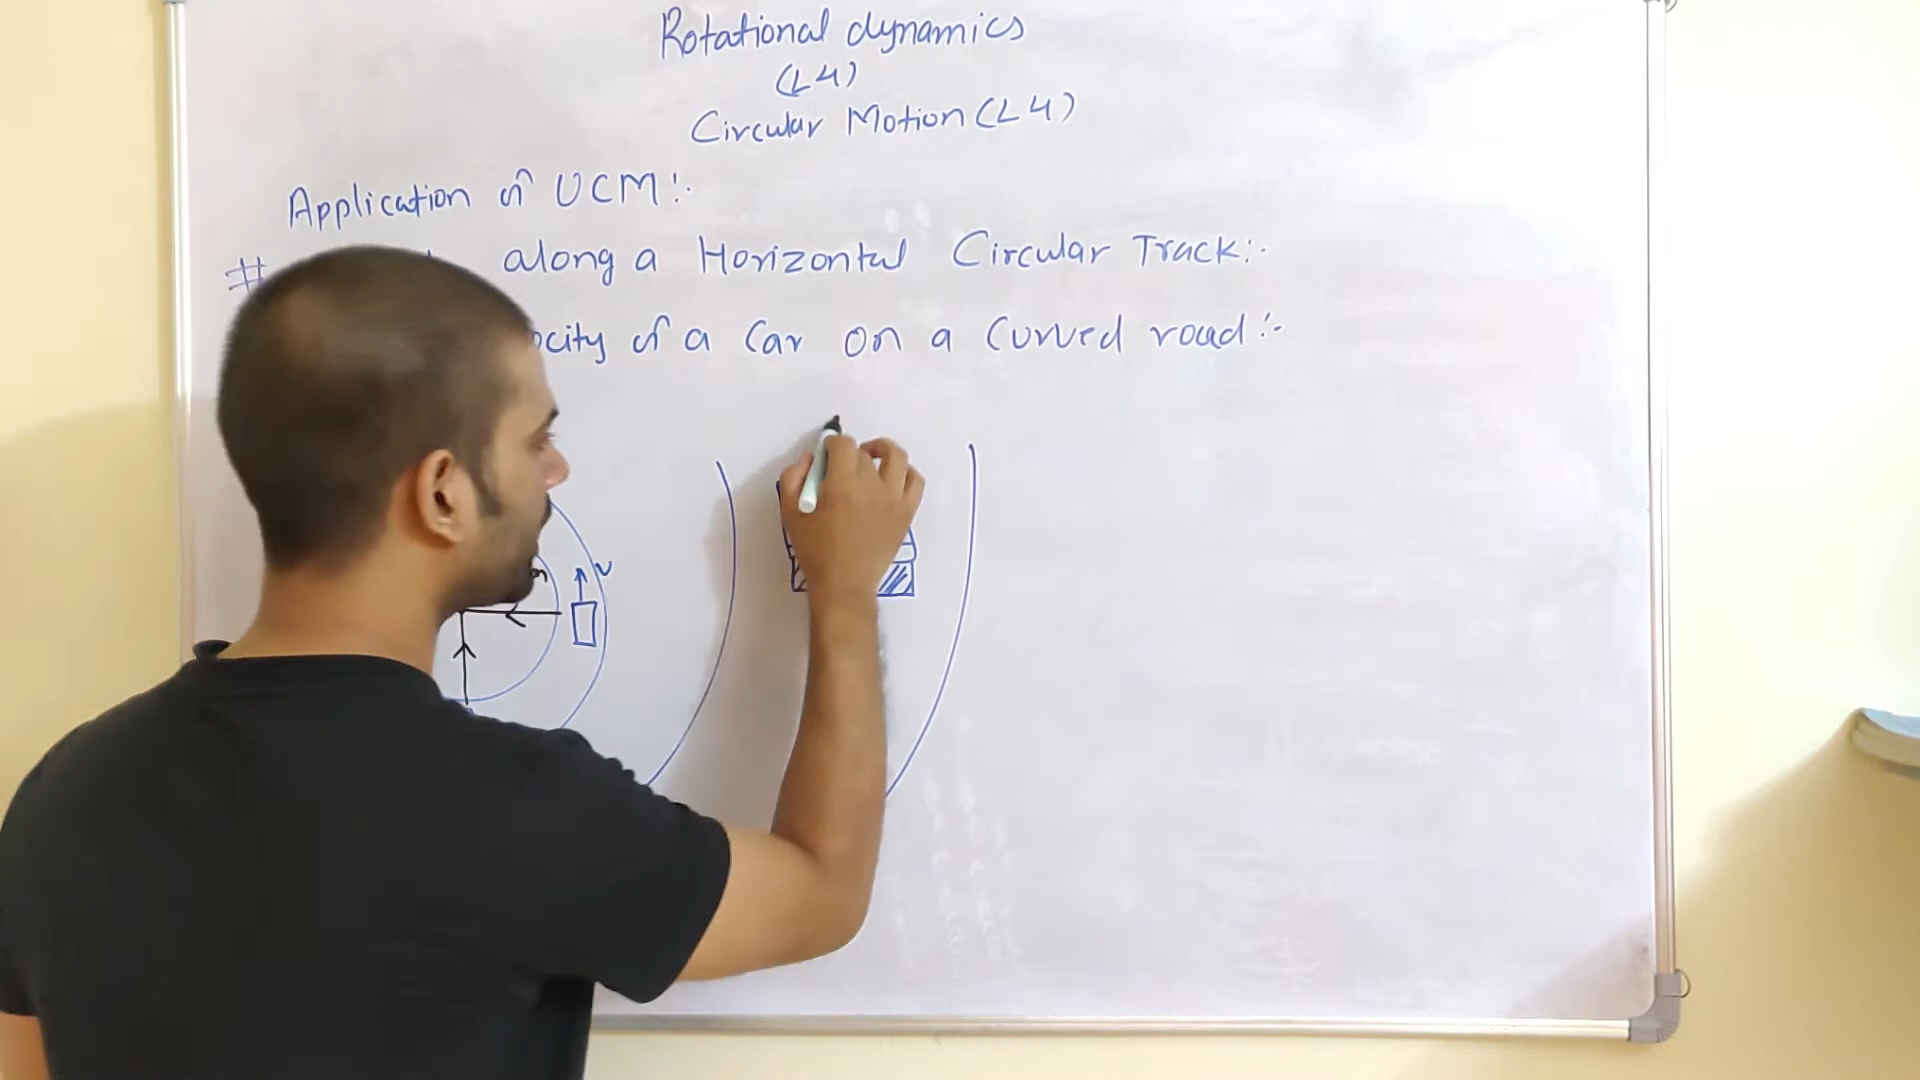 Rotational dynamics
(L4)
Circular Motion (L4)
Application of UCM:-
# along a Horizontal Circular Track:-
ocity of a Car on a Curved road:-
v